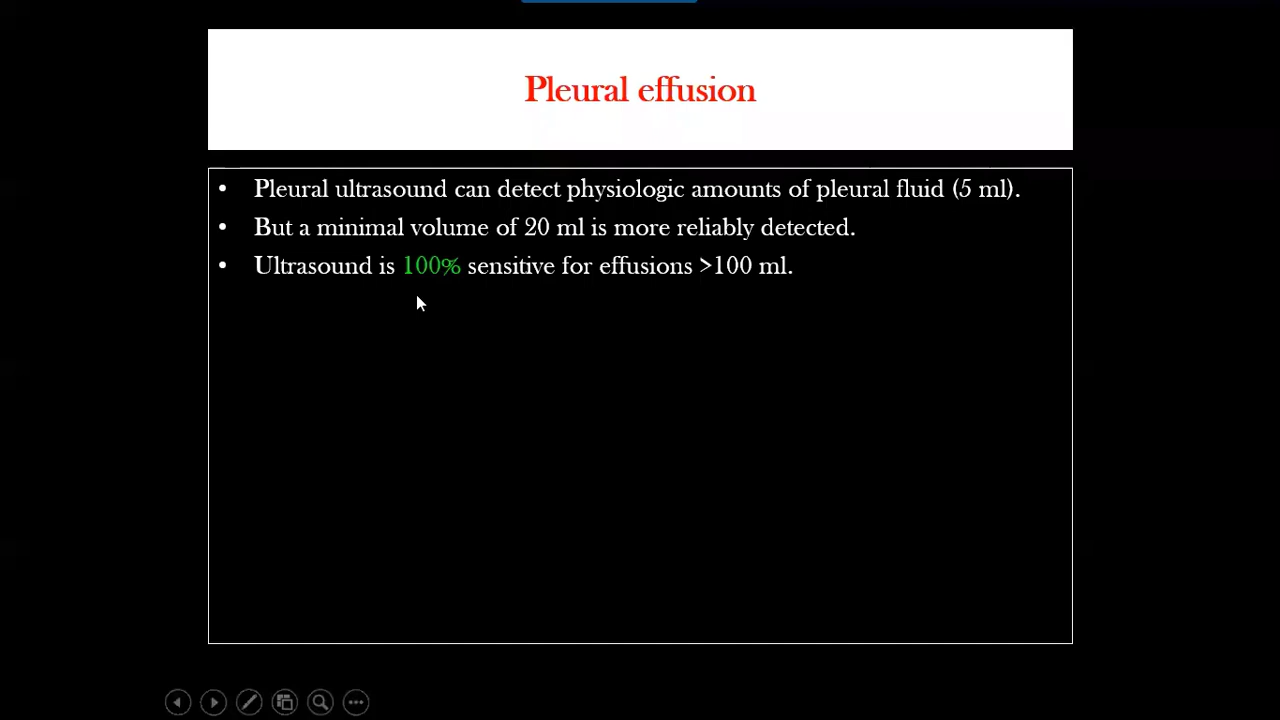 Pleural effusion
• Pleural ultrasound can detect physiologic amounts of pleural fluid (5 ml).
• But a minimal volume of 20 ml is more reliably detected.
• Ultrasound is 100% sensitive for effusions >100 ml.